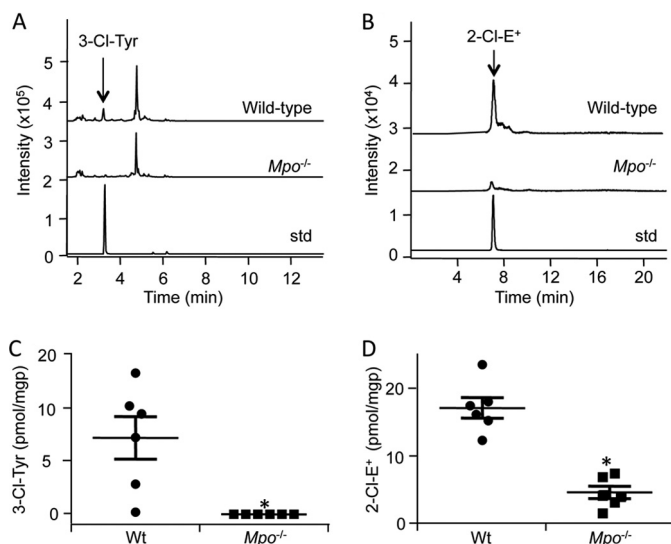 A
3-Cl-Tyr
Intensity (x10⁵)
5
4
3
2
1
0
Wild-type
Mpo-/-
std
2 4 6 8 10 12
Time (min)
B
2-Cl-E⁺
Intensity (x10⁴)
5
4
3
2
1
0
Wild-type
Mpo-/-
std
4 8 12 16 20
Time (min)
C
3-Cl-Tyr (pmol/mgp)
20
10
5
0
*
Wt Mpo-/-
D
2-Cl-E⁺ (pmol/mgp)
20
10
0
*
Wt Mpo-/-